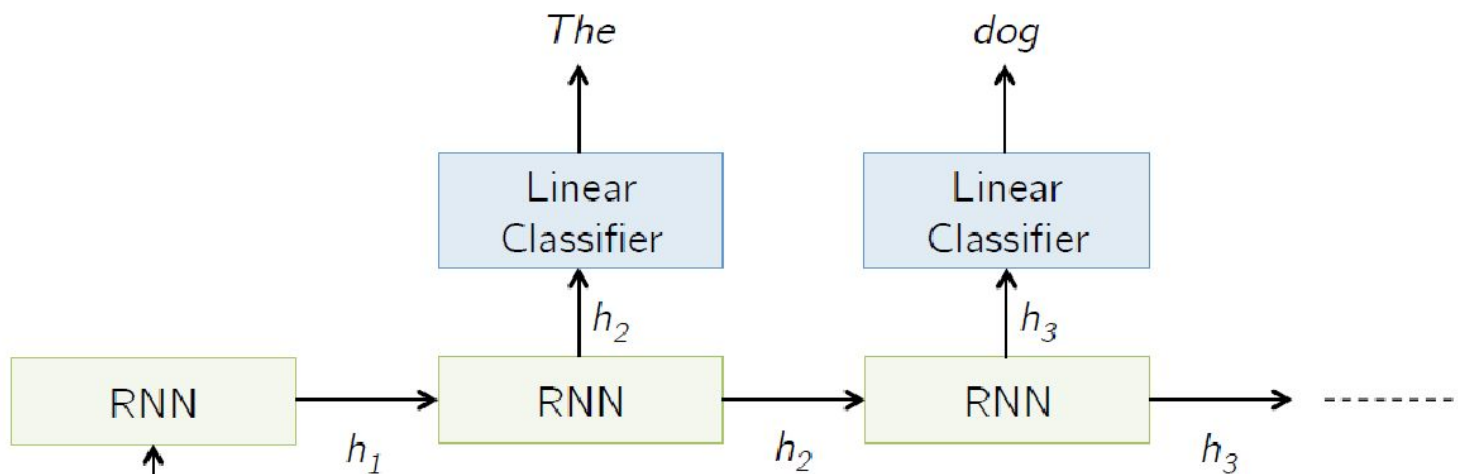 The
dog
Linear
Classifier
Linear
Classifier
h₂
h₃
RNN
RNN
RNN
h₁
h₂
h₃